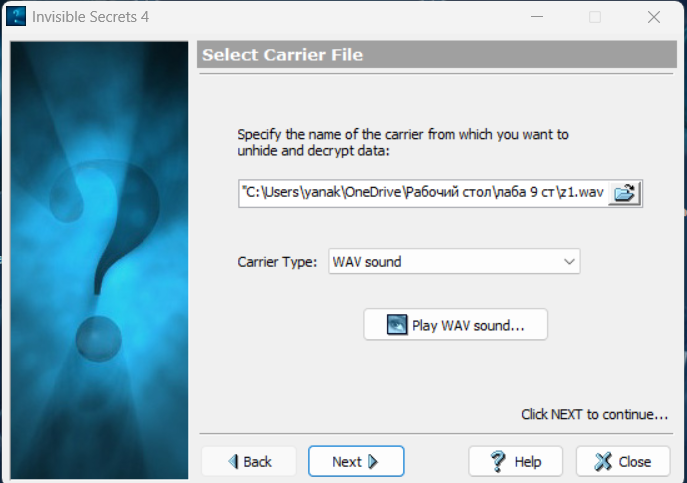 Invisible Secrets 4
Select Carrier File
Specify the name of the carrier from which you want to
unhide and decrypt data:
"C:\Users\yanak\OneDrive\Рабочий стол\лаба 9 ст\z1.wav
Carrier Type: WAV sound
Play WAV sound...
Click NEXT to continue...
Back Next Help Close